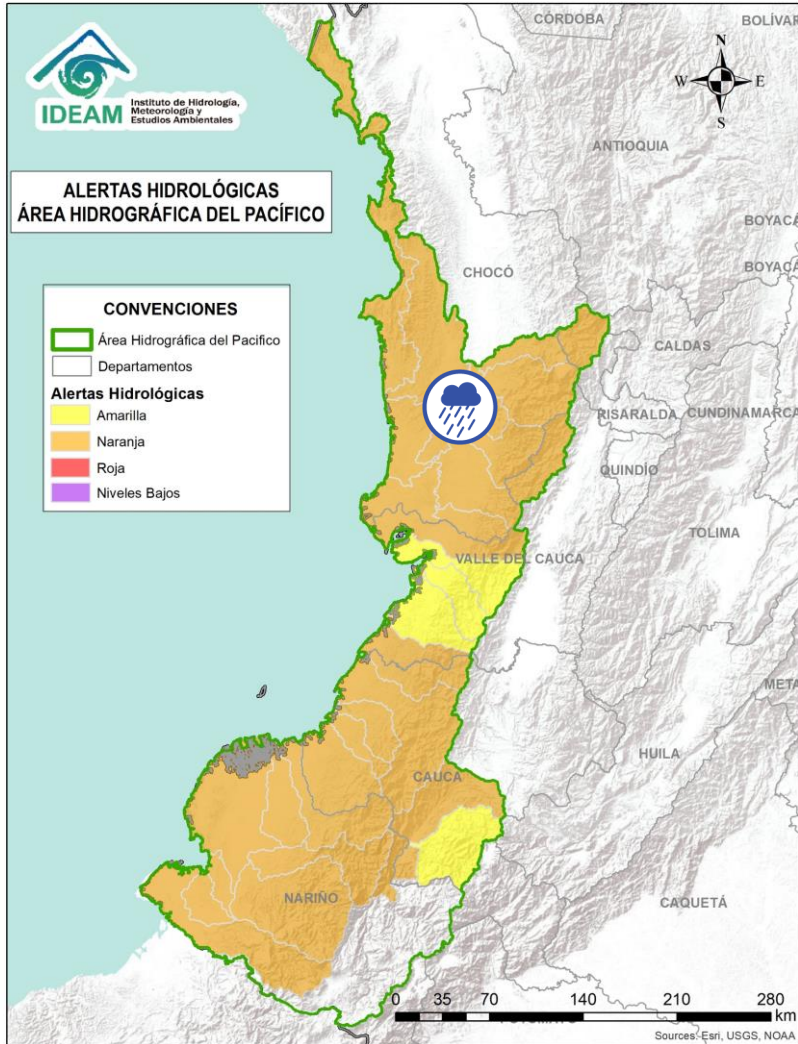 IDEAM
Instituto de Hidrología,
Meteorología y
Estudios Ambientales
CÓRDOBA
BOLÍVAR
N
W
E
S
ANTIOQUIA
ALERTAS HIDROLÓGICAS
ÁREA HIDROGRÁFICA DEL PACÍFICO
BOYACÁ
CHOCÓ
BOYACÁ
CONVENCIONES
Área Hidrográfica del Pacifico
Departamentos
Alertas Hidrológicas
Amarilla
Naranja
Roja
Niveles Bajos
CALDAS
RISARALDA
CUNDINAMARCA
QUINDÍO
TOLIMA
VALLE DEL CAUCA
META
HUILA
CAUCA
NARIÑO
CAQUETÁ
0 35 70 140 210 280
km
Sources: Esri, USGS, NOAA